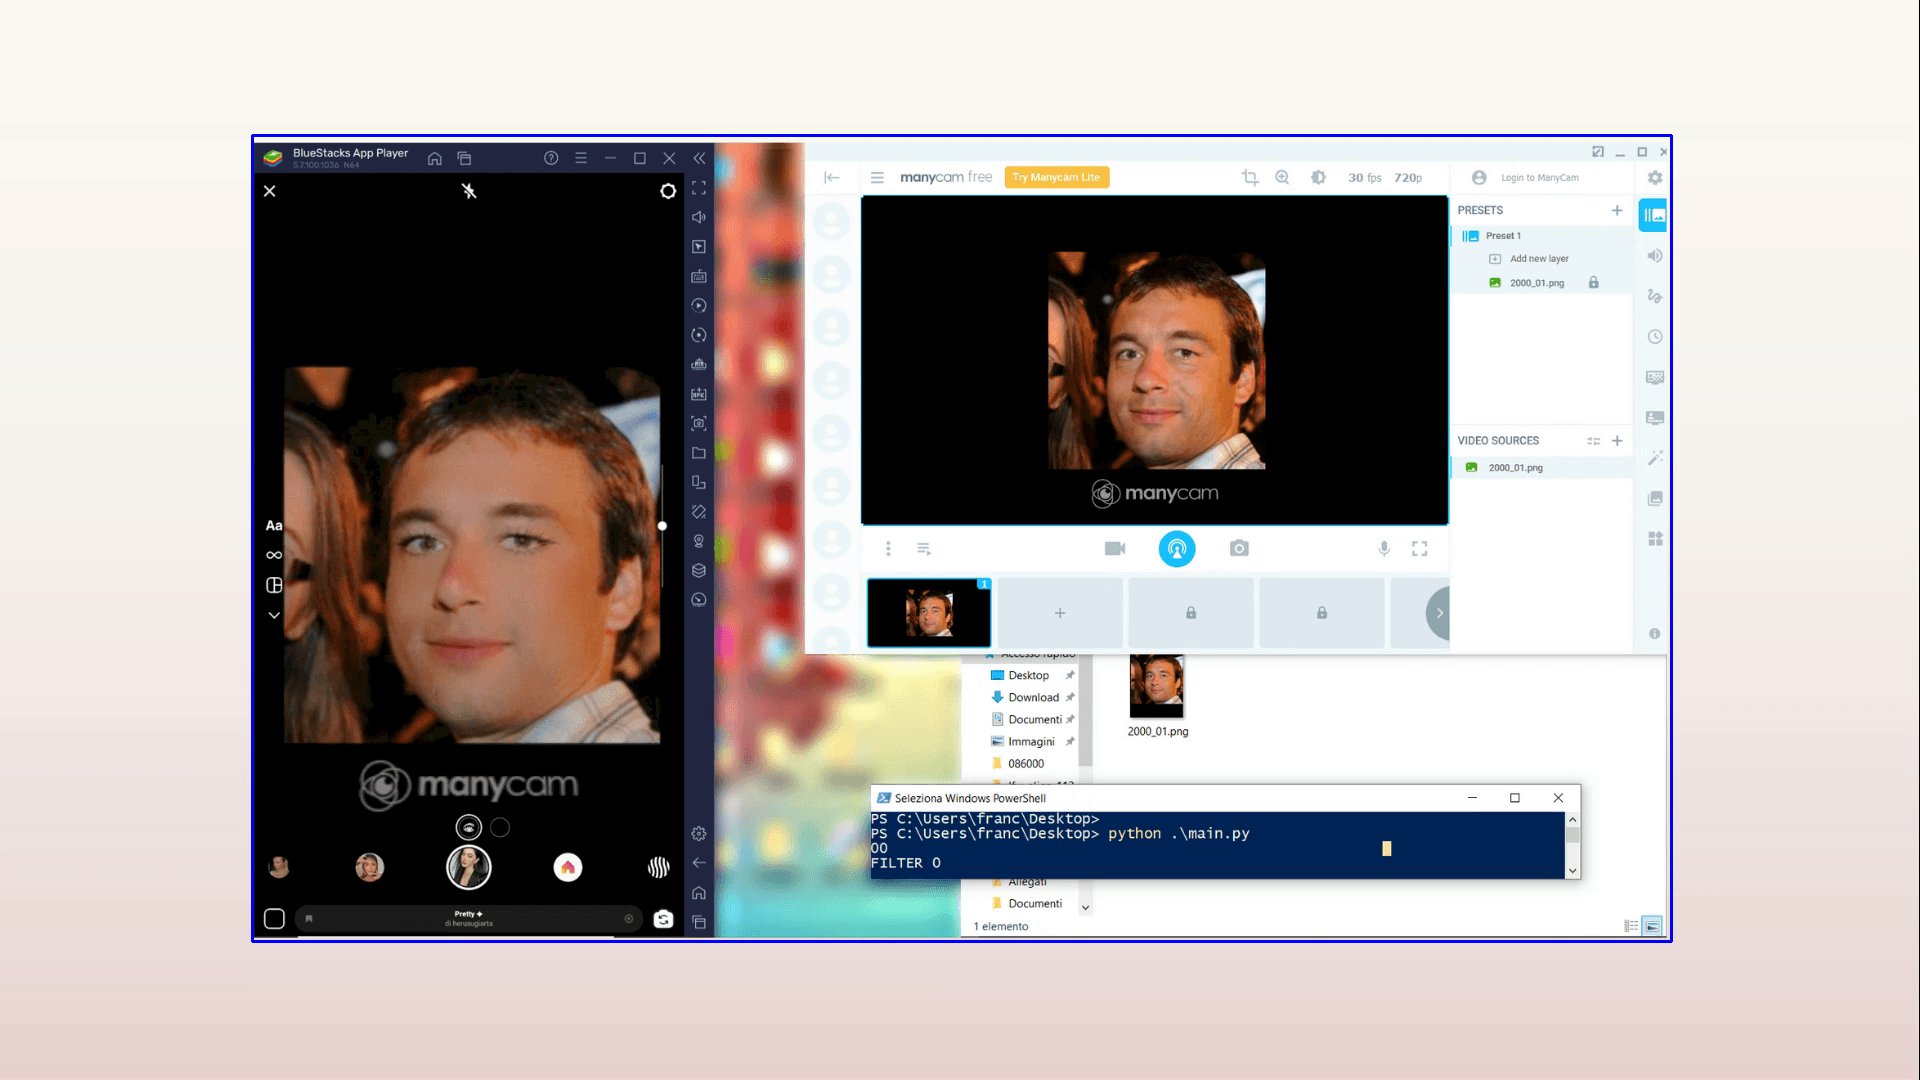 BlueStacks App Player
5.7.100.1036 N64
Aa
manycam
Pretty
di herusugiarta
manycam free
Try Manycam Lite
30 fps
720p
Login to ManyCam
PRESETS
Preset 1
Add new layer
2000_01.png
manycam
VIDEO SOURCES
2000_01.png
1
Accesso rapido
Desktop
Download
Documenti
Immagini
086000
2000_01.png
Seleziona Windows PowerShell
PS C:\Users\franc\Desktop>
PS C:\Users\franc\Desktop> python .\main.py
00
FILTER 0
Allegati
Documenti
1 elemento